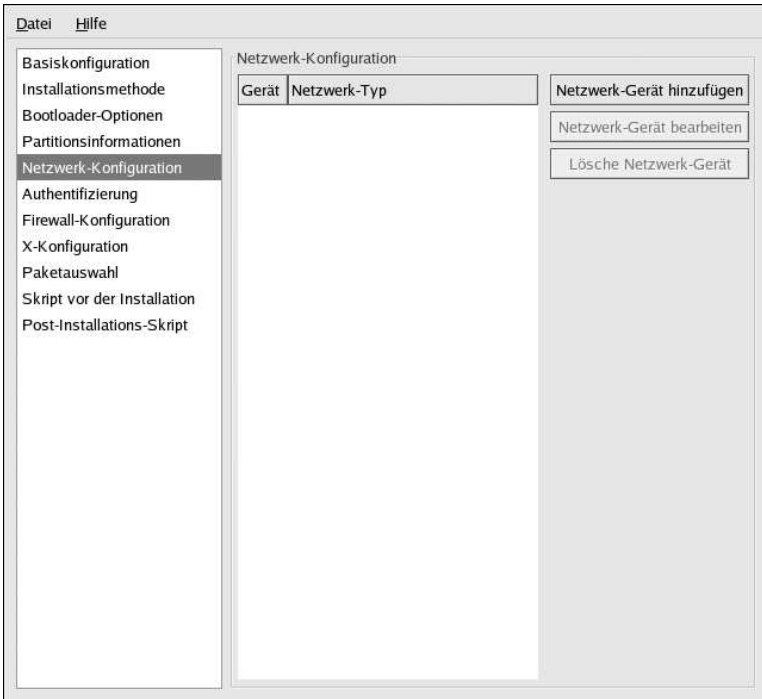 Datei Hilfe
Basiskonfiguration
Installationsmethode
Bootloader-Optionen
Partitionsinformationen
Netzwerk-Konfiguration
Authentifizierung
Firewall-Konfiguration
X-Konfiguration
Paketauswahl
Skript vor der Installation
Post-Installations-Skript
Netzwerk-Konfiguration
Gerät Netzwerk-Typ
Netzwerk-Gerät hinzufügen
Netzwerk-Gerät bearbeiten
Lösche Netzwerk-Gerät